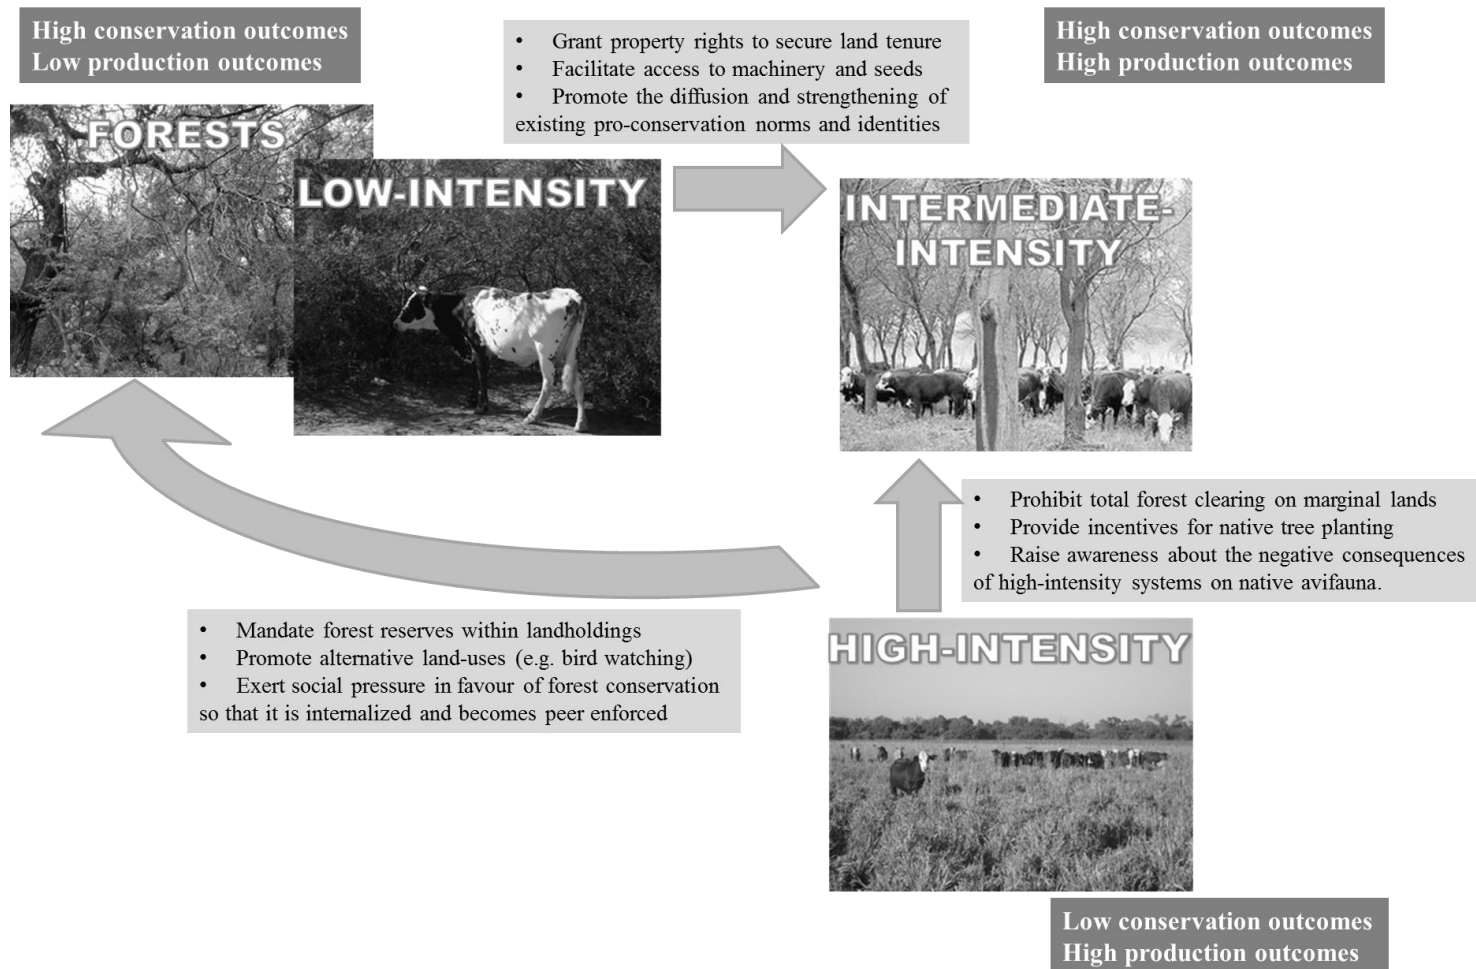 High conservation outcomes
Low production outcomes
• Grant property rights to secure land tenure
• Facilitate access to machinery and seeds
• Promote the diffusion and strengthening of
existing pro-conservation norms and identities
High conservation outcomes
High production outcomes
FORESTS
LOW-INTENSITY
INTERMEDIATE-
INTENSITY
• Prohibit total forest clearing on marginal lands
• Provide incentives for native tree planting
• Raise awareness about the negative consequences
of high-intensity systems on native avifauna.
• Mandate forest reserves within landholdings
• Promote alternative land-uses (e.g. bird watching)
• Exert social pressure in favour of forest conservation
so that it is internalized and becomes peer enforced
HIGH-INTENSITY
Low conservation outcomes
High production outcomes